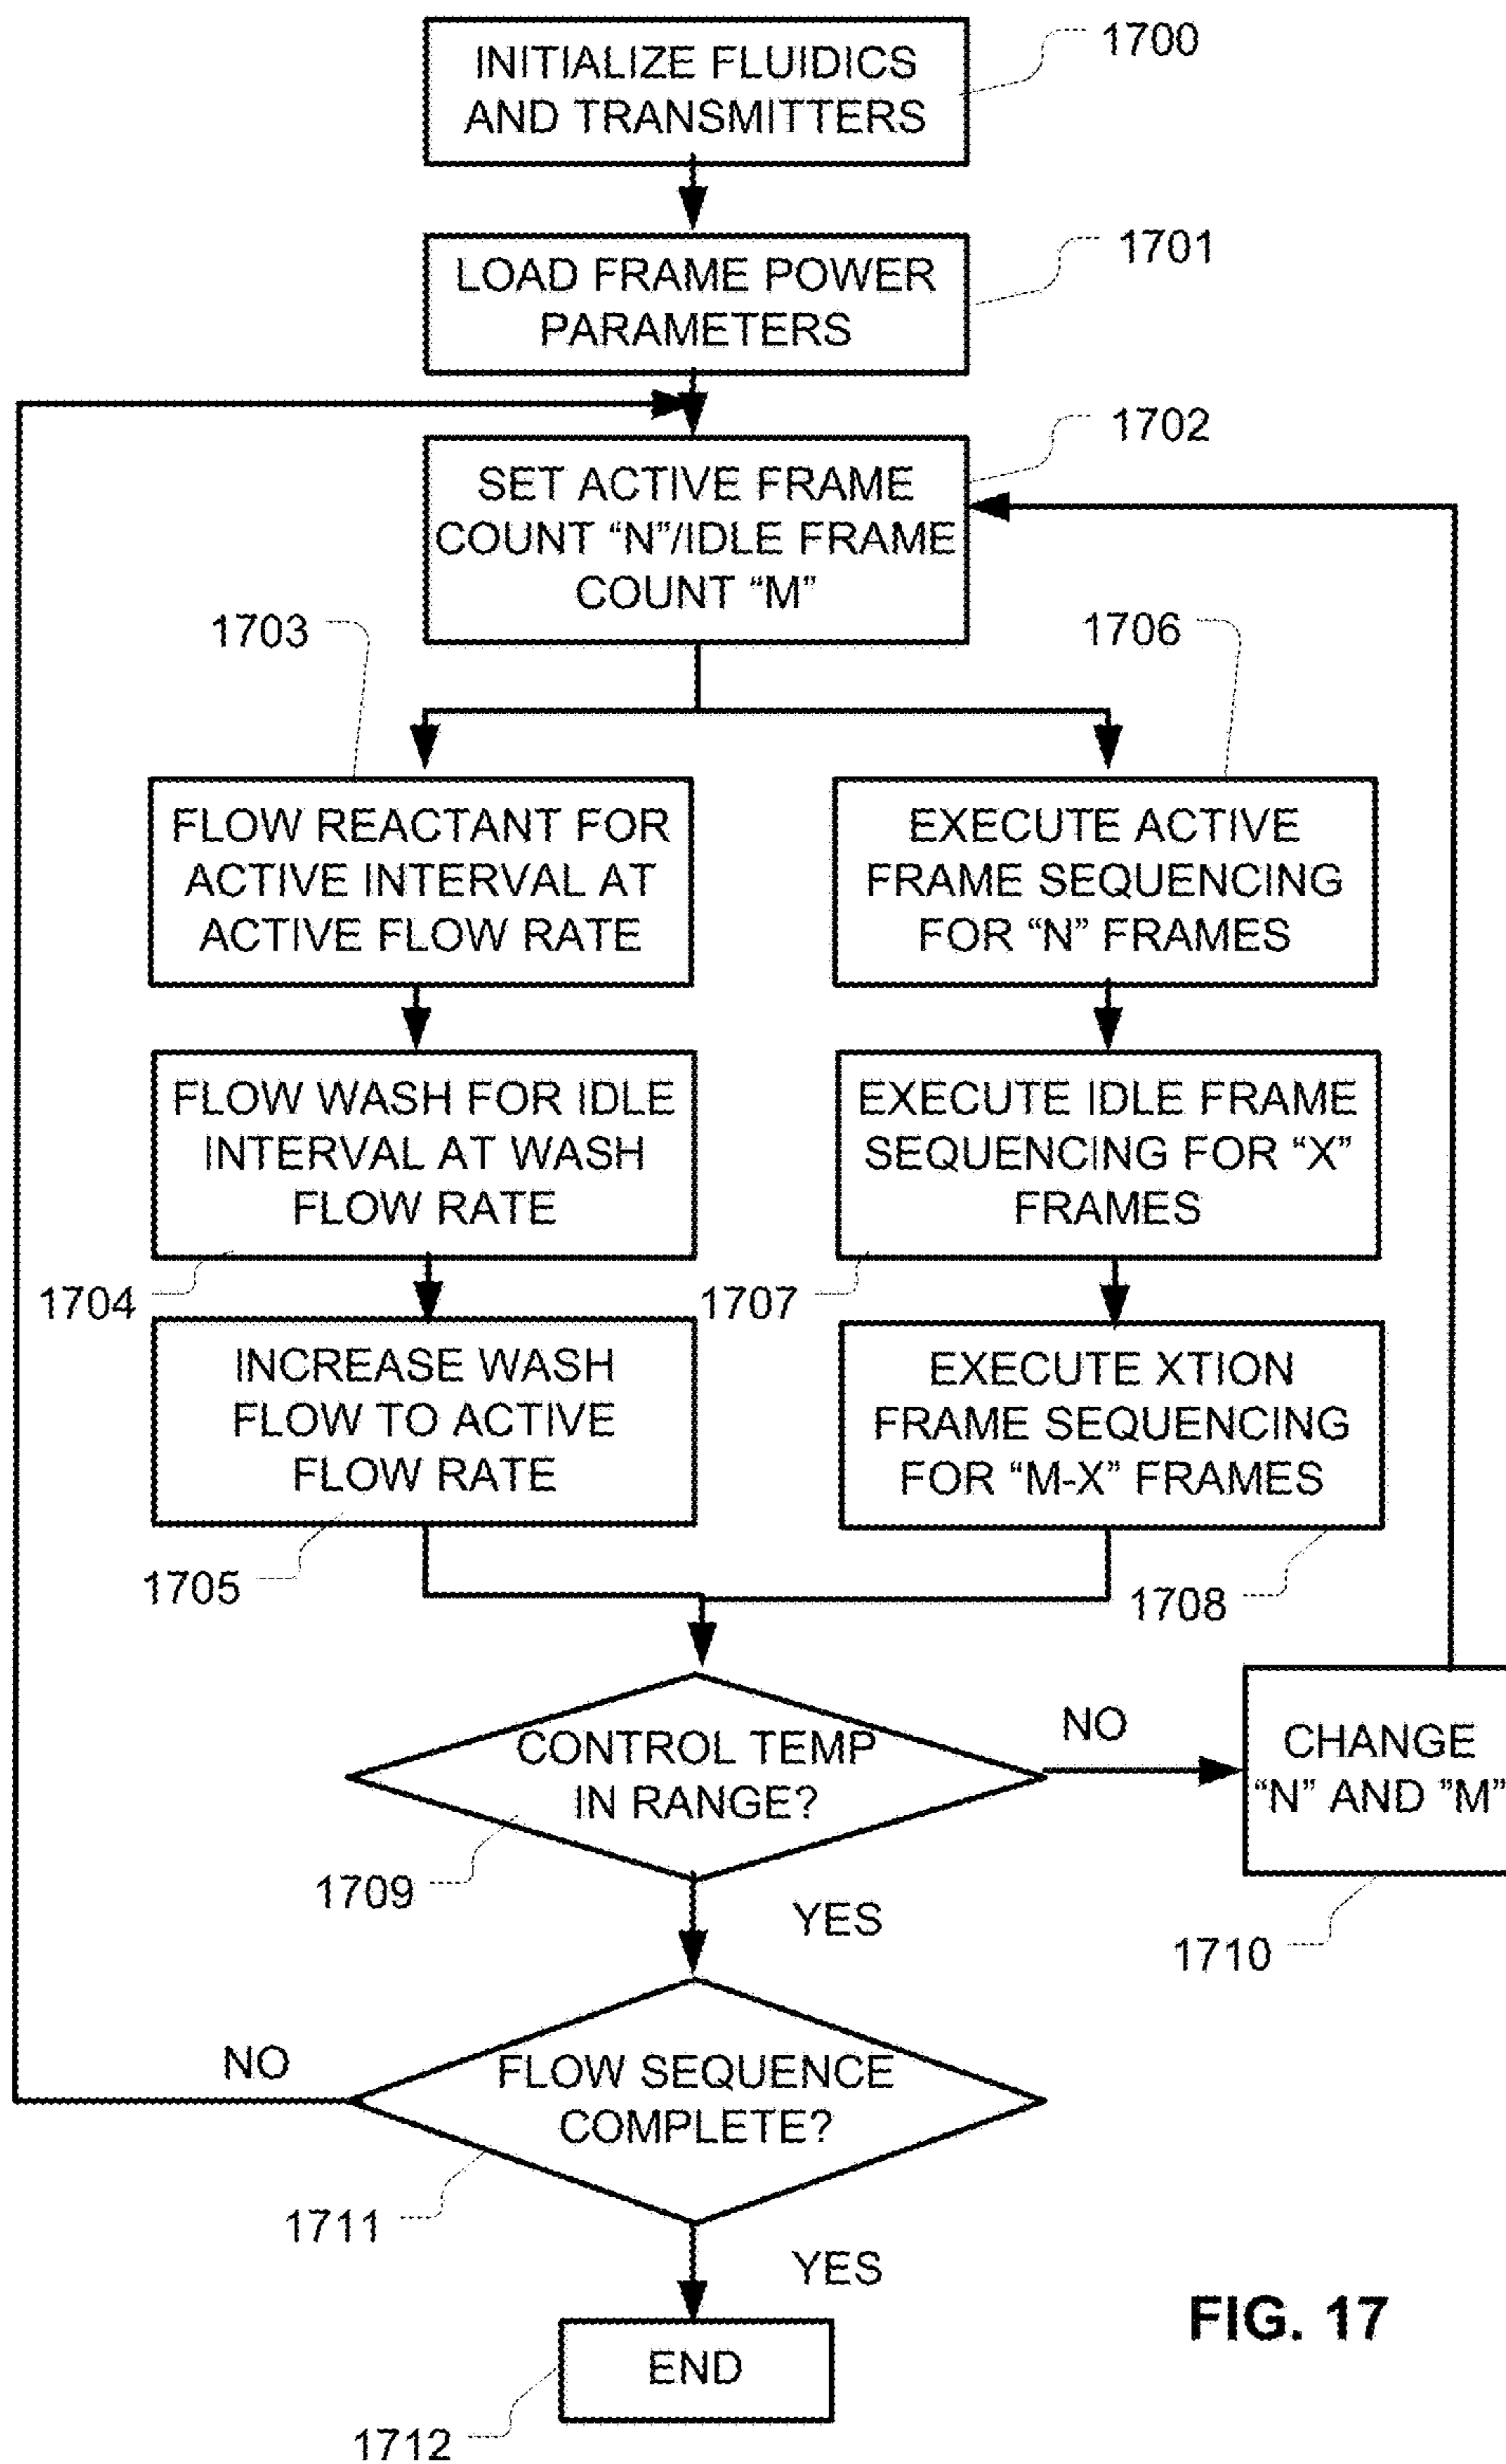 INITIALIZE FLUIDICS
AND TRANSMITTERS
1700
LOAD FRAME POWER
PARAMETERS
1701
SET ACTIVE FRAME
COUNT “N”/IDLE FRAME
COUNT “M”
1702
1703
1706
FLOW REACTANT FOR
ACTIVE INTERVAL AT
ACTIVE FLOW RATE
EXECUTE ACTIVE
FRAME SEQUENCING
FOR “N” FRAMES
FLOW WASH FOR IDLE
INTERVAL AT WASH
FLOW RATE
EXECUTE IDLE FRAME
SEQUENCING FOR “X”
FRAMES
1704
1707
INCREASE WASH
FLOW TO ACTIVE
FLOW RATE
EXECUTE XTION
FRAME SEQUENCING
FOR “M-X” FRAMES
1705
1708
CONTROL TEMP
IN RANGE?
NO
CHANGE
“N” AND ”M”
1709
YES
1710
NO
FLOW SEQUENCE
COMPLETE?
1711
YES
END
1712
FIG. 17